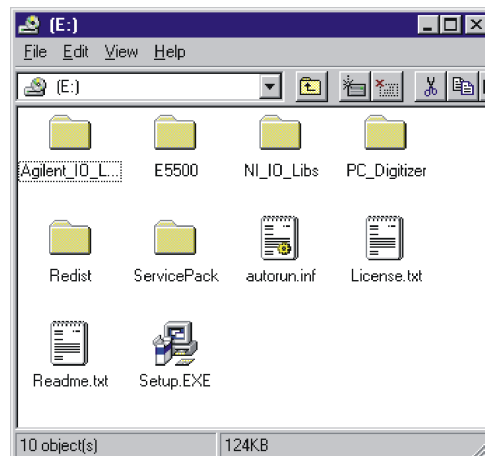 (E:)
File Edit View Help
(E:)
Agilent_IO_L... E5500 NI_IO_Libs PC_Digitizer
Redist ServicePack autorun.inf License.txt
Readme.txt Setup.EXE
10 object(s) 124KB